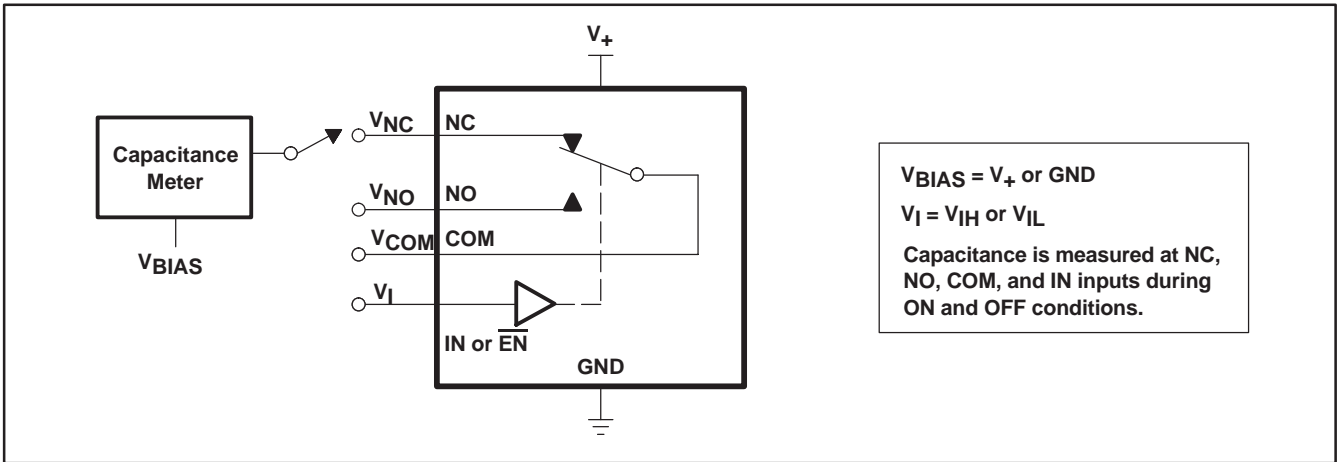 V+
VNC
NC
Capacitance
Meter
VNO
NO
VCOM
COM
VBIAS
VI
IN or E̅N̅
GND
VBIAS = V+ or GND
VI = VIH or VIL
Capacitance is measured at NC,
NO, COM, and IN inputs during
ON and OFF conditions.